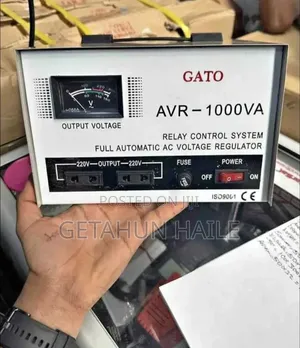 GATO
V
OUTPUT VOLTAGE
AVR-1000VA
RELAY CONTROL SYSTEM
FULL AUTOMATIC AC VOLTAGE REGULATOR
220V OUTPUT 220V
FUSE
POWER
OFF
ON
ISO9001 CE
POSTED ON JIJI
GETAHUN HAILE